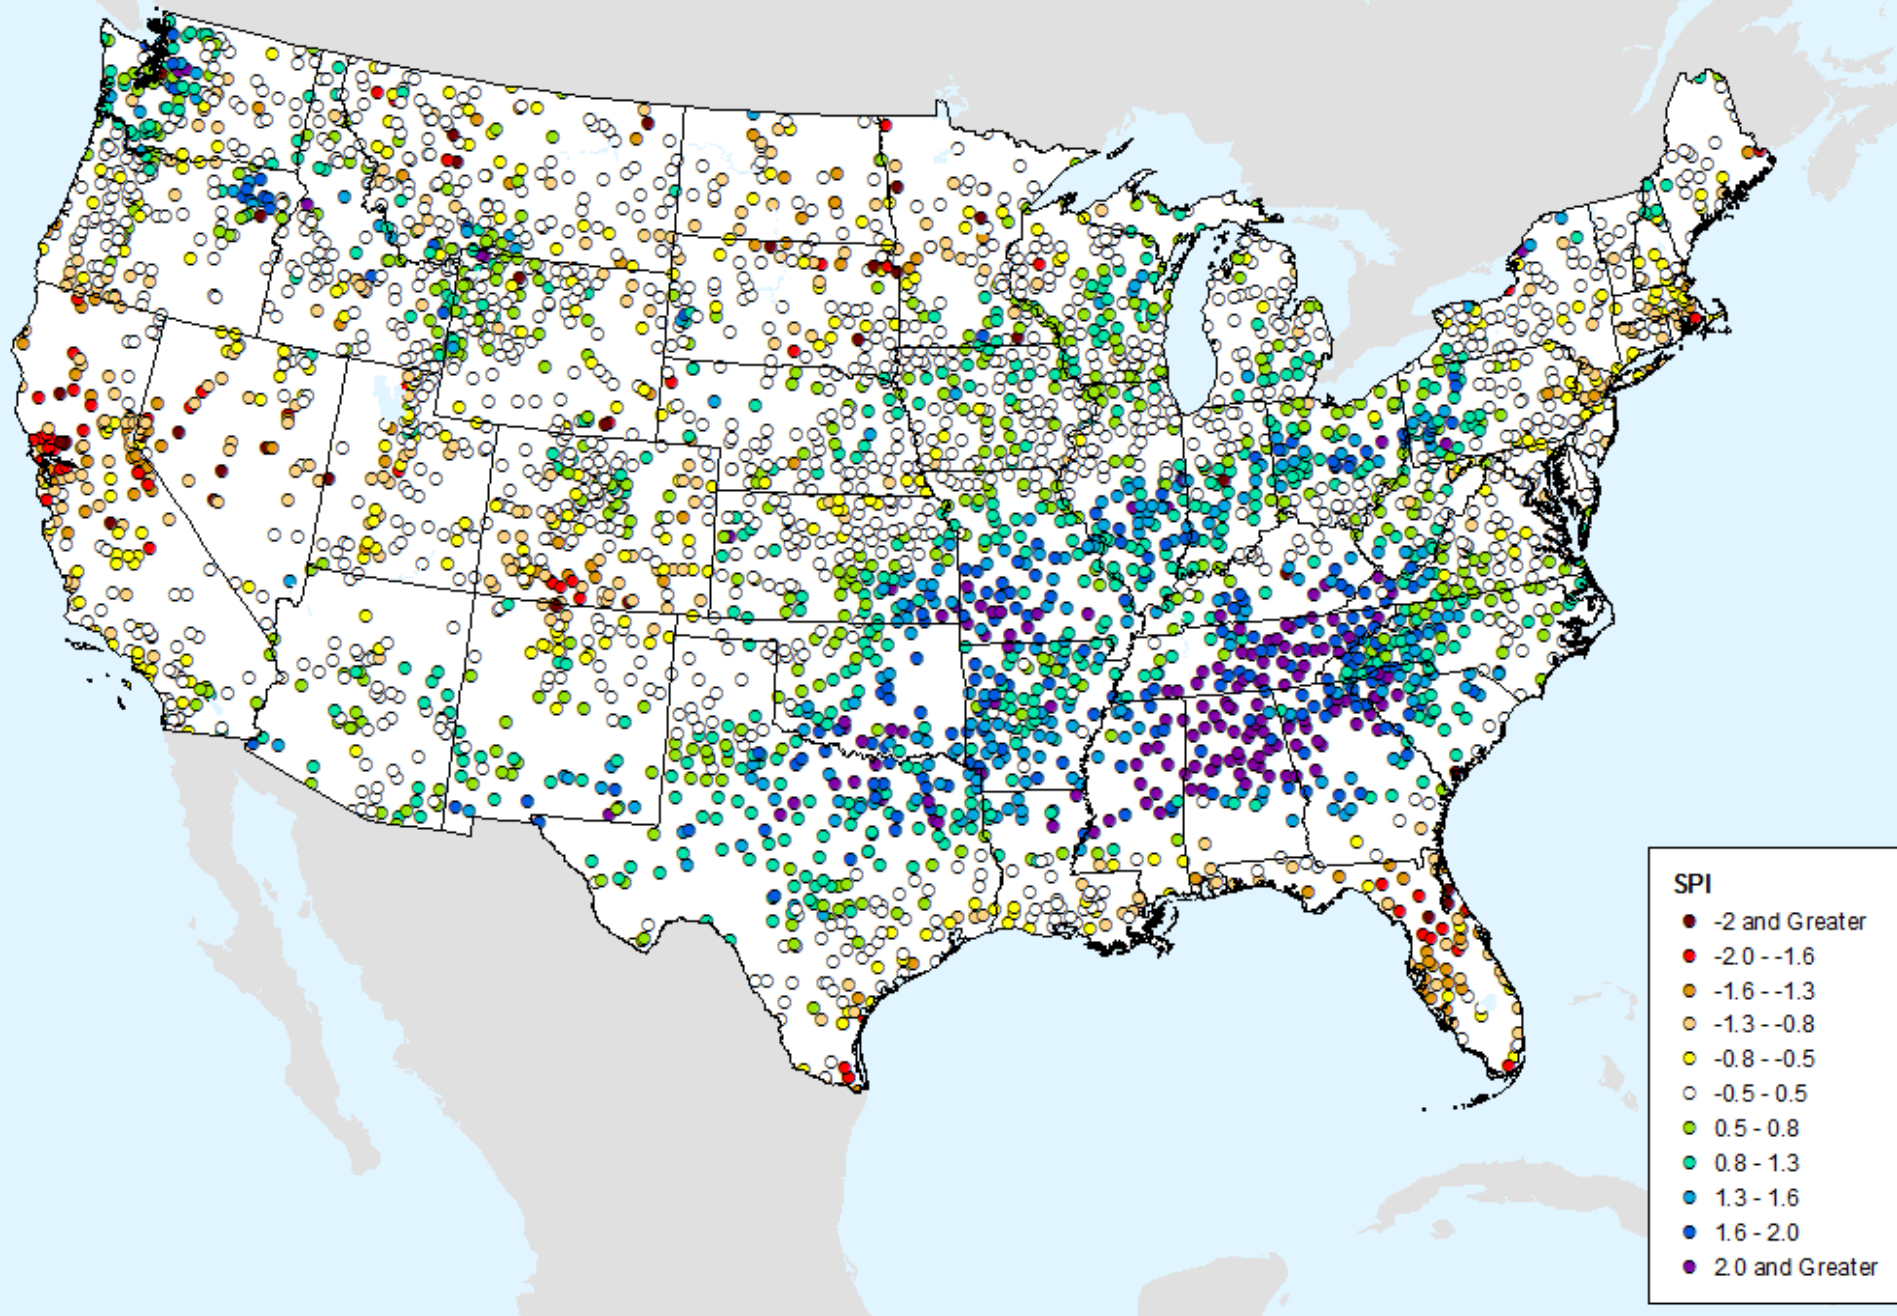 SPI
-2 and Greater
-2.0 - -1.6
-1.6 - -1.3
-1.3 - -0.8
-0.8 - -0.5
-0.5 - 0.5
0.5 - 0.8
0.8 - 1.3
1.3 - 1.6
1.6 - 2.0
2.0 and Greater